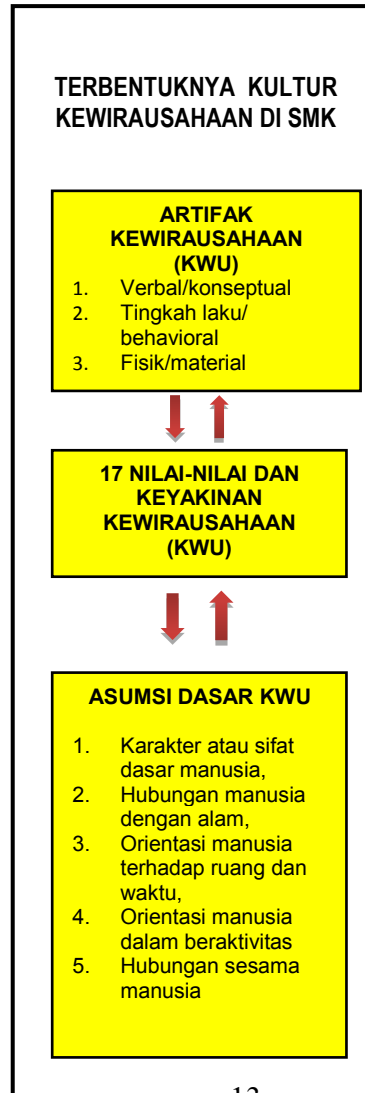 TERBENTUKNYA KULTUR
KEWIRAUSAHAAN DI SMK
ARTIFAK
KEWIRAUSAHAAN
(KWU)
1. Verbal/konseptual
2. Tingkah laku/
behavioral
3. Fisik/material
17 NILAI-NILAI DAN
KEYAKINAN
KEWIRAUSAHAAN
(KWU)
ASUMSI DASAR KWU
1. Karakter atau sifat
dasar manusia,
2. Hubungan manusia
dengan alam,
3. Orientasi manusia
terhadap ruang dan
waktu,
4. Orientasi manusia
dalam beraktivitas
5. Hubungan sesama
manusia